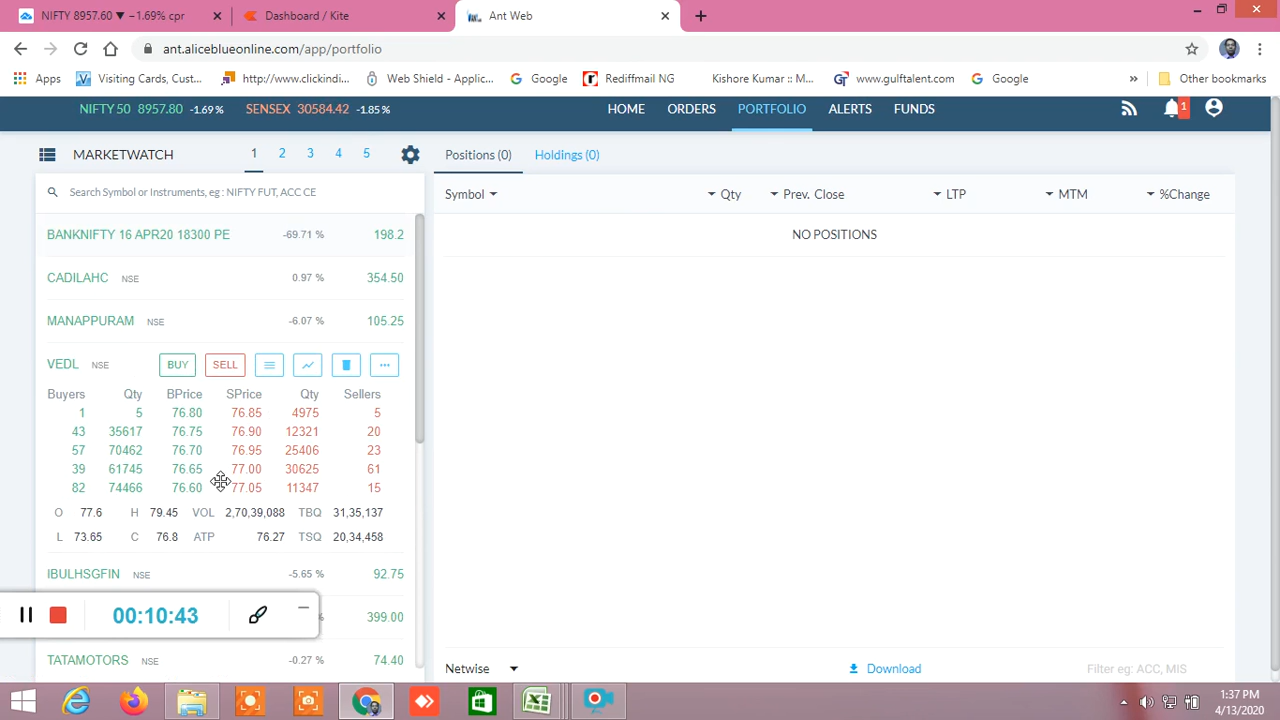 NIFTY 8957.60 ▼ −1.69% cpr
Dashboard / Kite
Ant Web
ant.aliceblueonline.com/app/portfolio
Apps
Visiting Cards, Cust...
http://www.clickindi...
Web Shield - Applic...
Google
Rediffmail NG
Kishore Kumar :: M...
www.gulftalent.com
Google
»
Other bookmarks
NIFTY 50 8957.80 -1.69 %
SENSEX 30584.42 -1.85 %
HOME ORDERS PORTFOLIO ALERTS FUNDS
1
MARKETWATCH
1 2 3 4 5
Positions (0) Holdings (0)
Search Symbol or Instruments, eg : NIFTY FUT, ACC CE
Symbol Qty Prev. Close LTP MTM %Change
NO POSITIONS
BANKNIFTY 16 APR20 18300 PE -69.71 % 198.2
CADILAHC NSE 0.97 % 354.50
MANAPPURAM NSE -6.07 % 105.25
VEDL NSE BUY SELL
Buyers Qty BPrice SPrice Qty Sellers
1 5 76.80 76.85 4975 5
43 35617 76.75 76.90 12321 20
57 70462 76.70 76.95 25406 23
39 61745 76.65 77.00 30625 61
82 74466 76.60 77.05 11347 15
O 77.6 H 79.45 VOL 2,70,39,088 TBQ 31,35,137
L 73.65 C 76.8 ATP 76.27 TSQ 20,34,458
IBULHSGFIN NSE -5.65 % 92.75
% 399.00
00:10:43
TATAMOTORS NSE -0.27 % 74.40
Netwise
Download
Filter eg: ACC, MIS
1:37 PM
4/13/2020